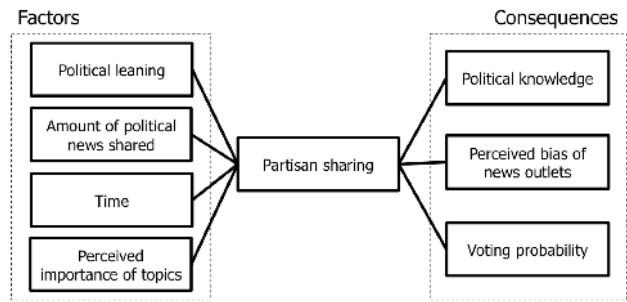 Factors
Consequences
Political leaning
Amount of political
news shared
Time
Perceived
importance of topics
Partisan sharing
Political knowledge
Perceived bias of
news outlets
Voting probability